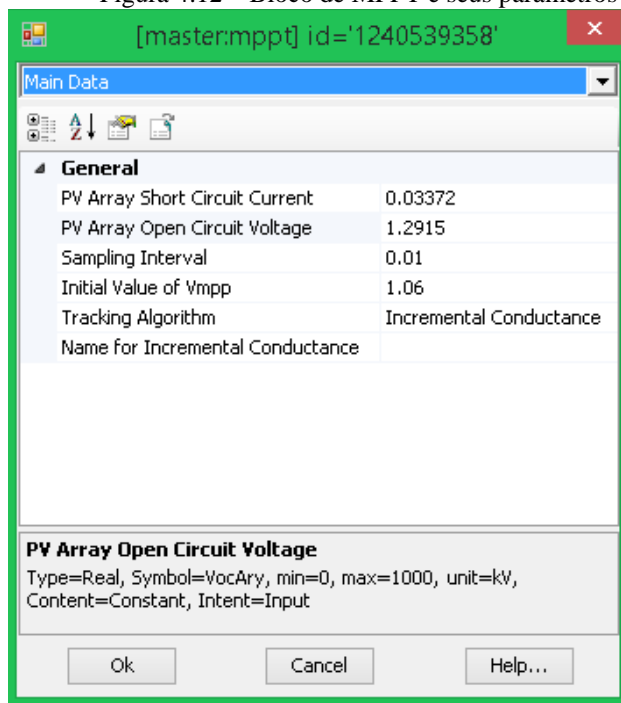 Figura 4.12 – Bloco de MPPT e seus parâmetros
[master:mppt] id='1240539358'
Main Data
General
PV Array Short Circuit Current 0.03372
PV Array Open Circuit Voltage 1.2915
Sampling Interval 0.01
Initial Value of Vmpp 1.06
Tracking Algorithm Incremental Conductance
Name for Incremental Conductance
PV Array Open Circuit Voltage
Type=Real, Symbol=VocAry, min=0, max=1000, unit=kV,
Content=Constant, Intent=Input
Ok Cancel Help...